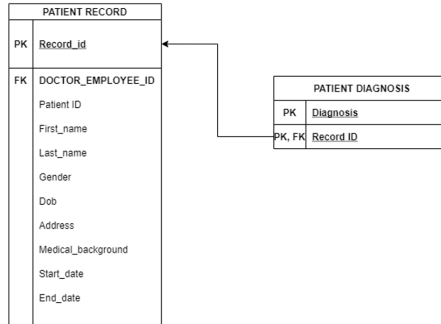 PATIENT RECORD
PK Record_id
FK DOCTOR_EMPLOYEE_ID
Patient ID
First_name
Last_name
Gender
Dob
Address
Medical_background
Start_date
End_date
PATIENT DIAGNOSIS
PK Diagnosis
PK, FK Record ID